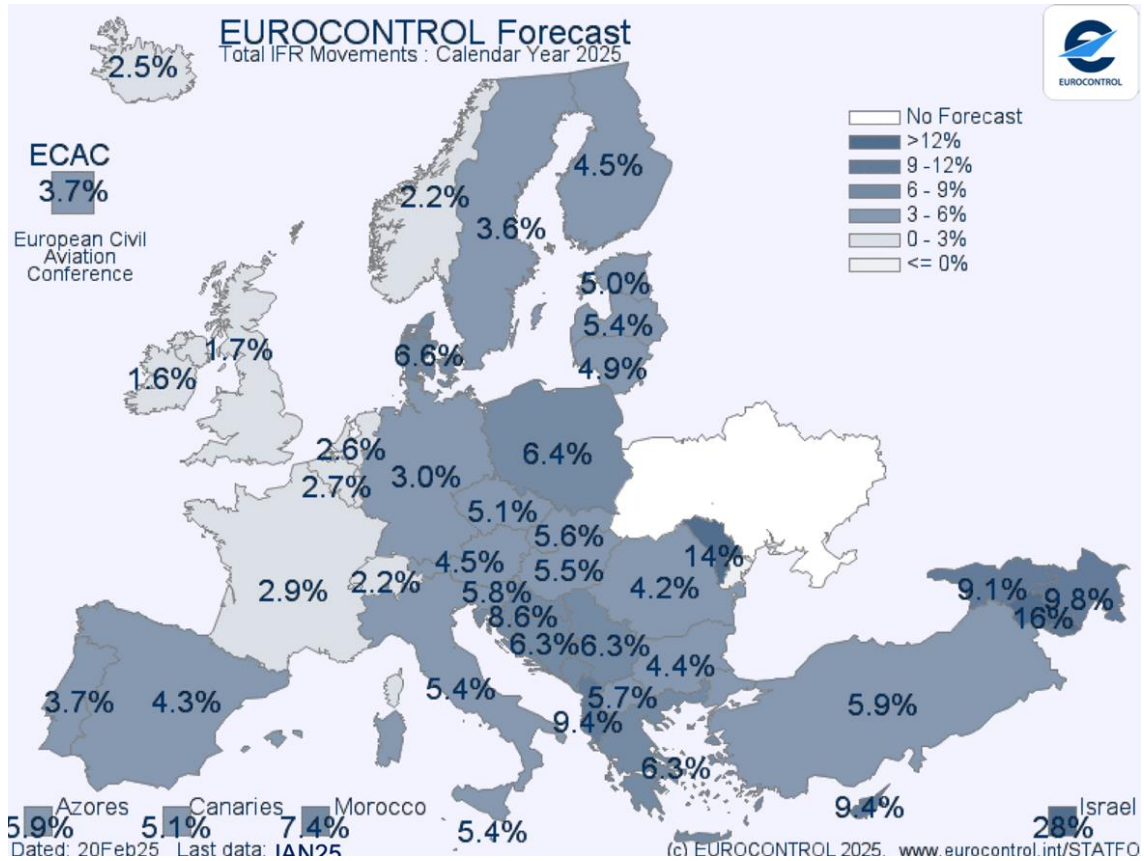 EUROCONTROL Forecast
Total IFR Movements : Calendar Year 2025
EUROCONTROL
2.5%
ECAC
3.7%
European Civil
Aviation
Conference
No Forecast
>12%
9 -12%
6 - 9%
3 - 6%
0 - 3%
<= 0%
4.5%
2.2%
3.6%
5.0%
5.4%
4.9%
1.7%
1.6%
6.6%
2.6%
2.7%
3.0%
6.4%
5.1%
5.6%
14%
4.5%
5.5%
2.2%
4.2%
2.9%
5.8%
8.6%
9.1%
9.8%
16%
6.3%
6.3%
4.4%
3.7%
4.3%
5.4%
5.7%
5.9%
9.4%
6.3%
9.4%
5.4%
Azores
5.9%
Canaries
5.1%
Morocco
7.4%
Israel
28%
Dated: 20Feb25 Last data: JAN25
(c) EUROCONTROL 2025. www.eurocontrol.int/STATFO